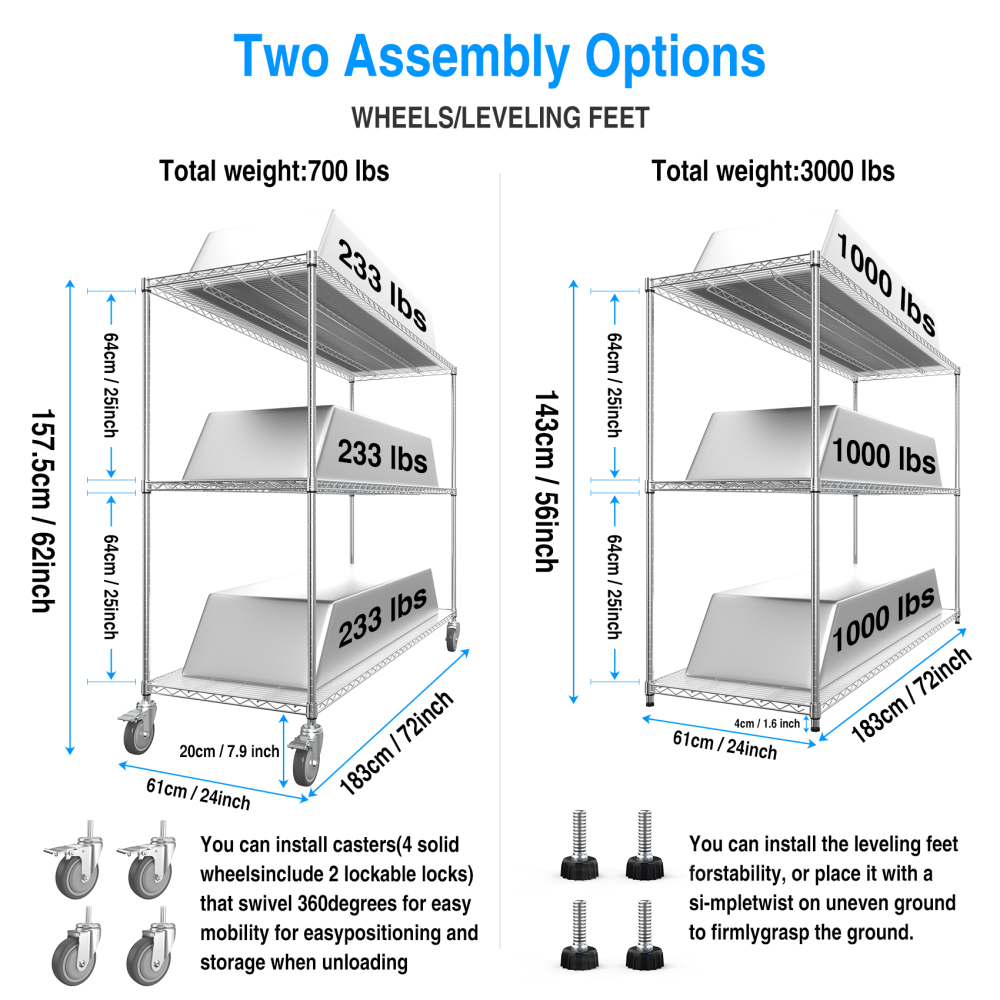 Two Assembly Options
WHEELS/LEVELING FEET
Total weight:700 lbs
233 lbs
64cm / 25inch
157.5cm / 62inch
233 lbs
64cm / 25inch
233 lbs
20cm / 7.9 inch
61cm / 24inch
183cm / 72inch
You can install casters(4 solid
wheelsinclude 2 lockable locks)
that swivel 360degrees for easy
mobility for easypositioning and
storage when unloading
Total weight:3000 lbs
1000 lbs
64cm / 25inch
143cm / 56inch
1000 lbs
64cm / 25inch
1000 lbs
4cm / 1.6 inch
61cm / 24inch
183cm / 72inch
You can install the leveling feet
forstability, or place it with a
si-mpletwist on uneven ground
to firmlygrasp the ground.